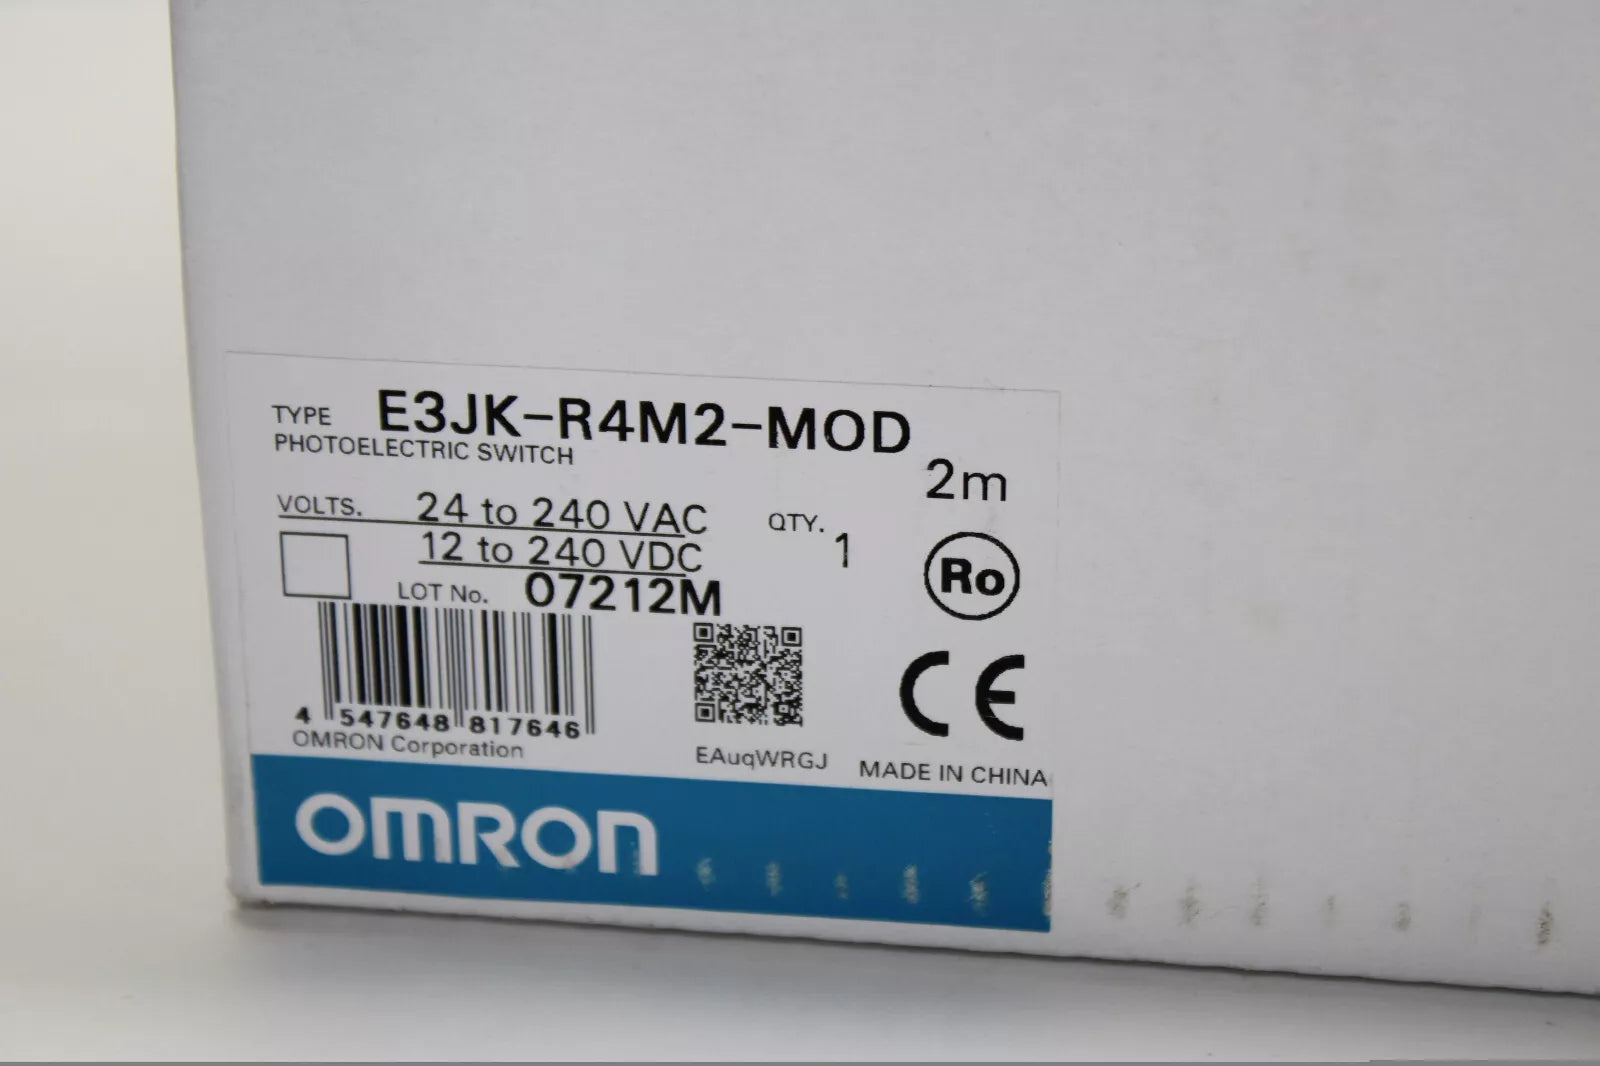 TYPE E3JK-R4M2-MOD
PHOTOELECTRIC SWITCH
2m
VOLTS. 24 to 240 VAC
12 to 240 VDC
QTY. 1
LOT No. 07212M
Ro
4 547648 817646
OMRON Corporation
EAuqWRGJ
CE
MADE IN CHINA
OMRON